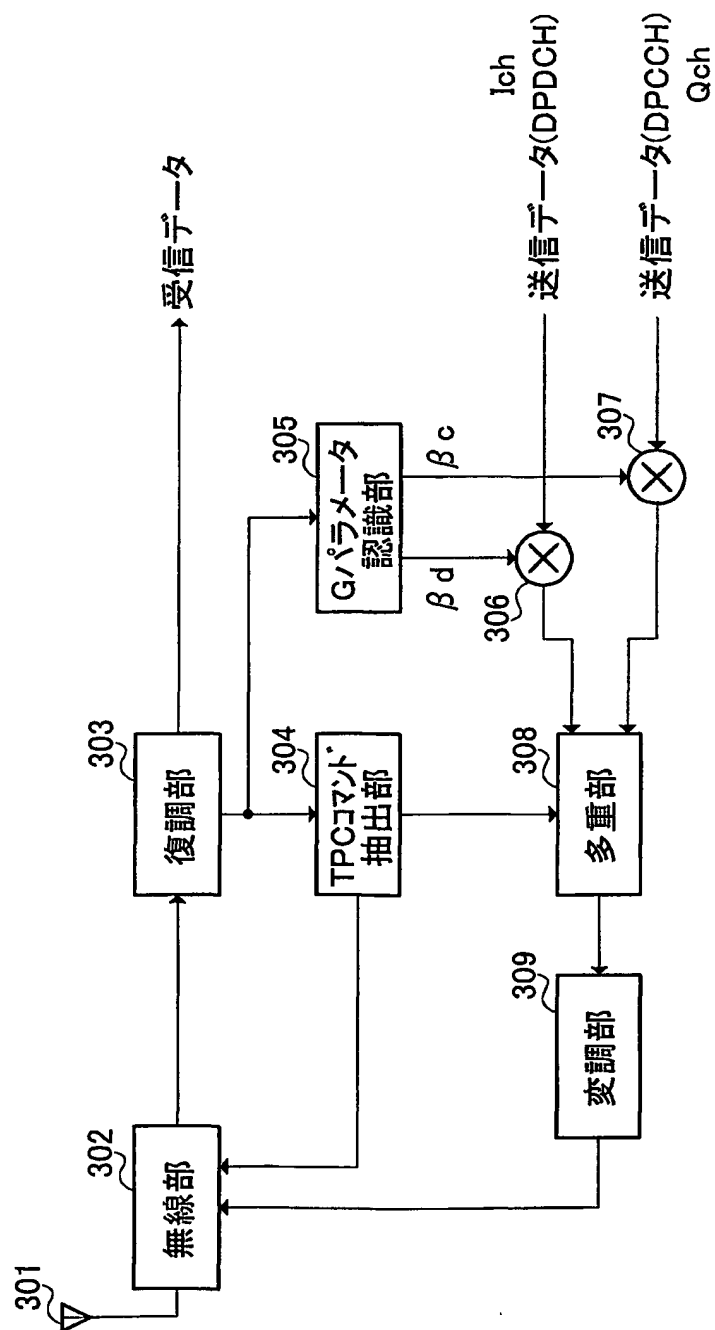 301
302
無線部
303
復調部
受信データ
304
TPCコマンド
抽出部
305
Gパラメータ
認識部
βd
βc
306
307
Ich
送信データ(DPDCH)
送信データ(DPCCH)
Qch
308
多重部
309
変調部